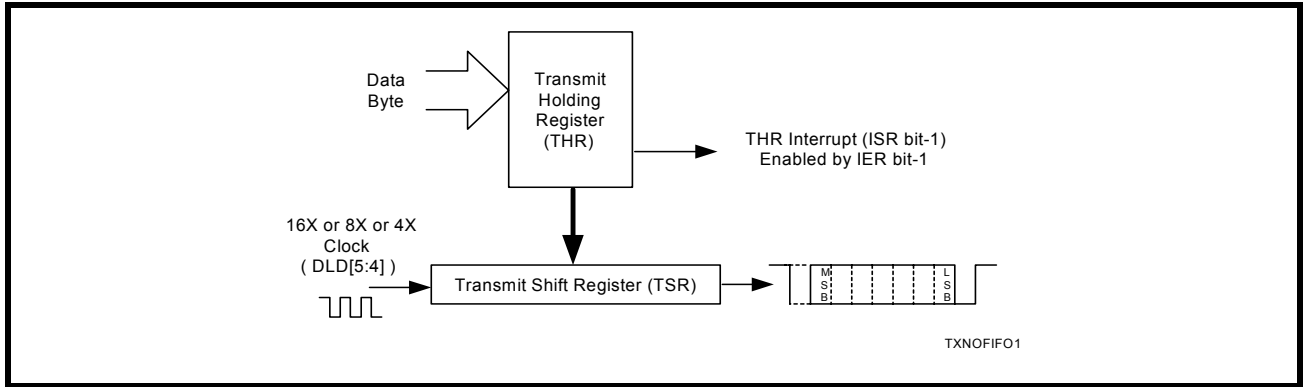 Data
Byte
Transmit
Holding
Register
(THR)
THR Interrupt (ISR bit-1)
Enabled by IER bit-1
16X or 8X or 4X
Clock
( DLD[5:4] )
Transmit Shift Register (TSR)
M
S
B
L
S
B
TXNOFIFO1